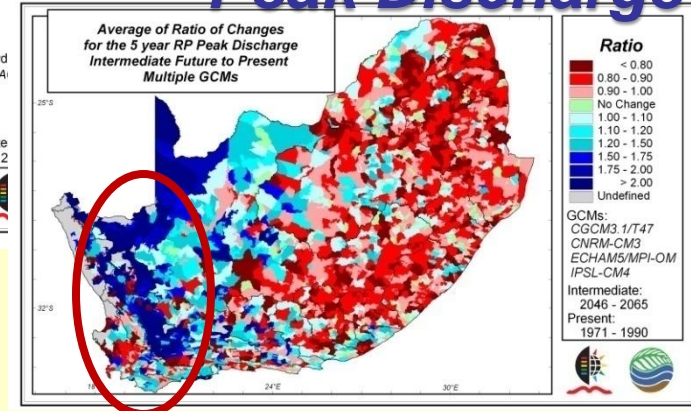 Peak Discharge
Average of Ratio of Changes
for the 5 year RP Peak Discharge
Intermediate Future to Present
Multiple GCMs
25°S
32°S
24°E
30°E
Ratio
< 0.80
0.80 - 0.90
0.90 - 1.00
No Change
1.00 - 1.10
1.10 - 1.20
1.20 - 1.50
1.50 - 1.75
1.75 - 2.00
> 2.00
Undefined
GCMs:
CGCM3.1/T47
CNRM-CM3
ECHAM5/MPI-OM
IPSL-CM4
Intermediate:
2046 - 2065
Present:
1971 - 1990